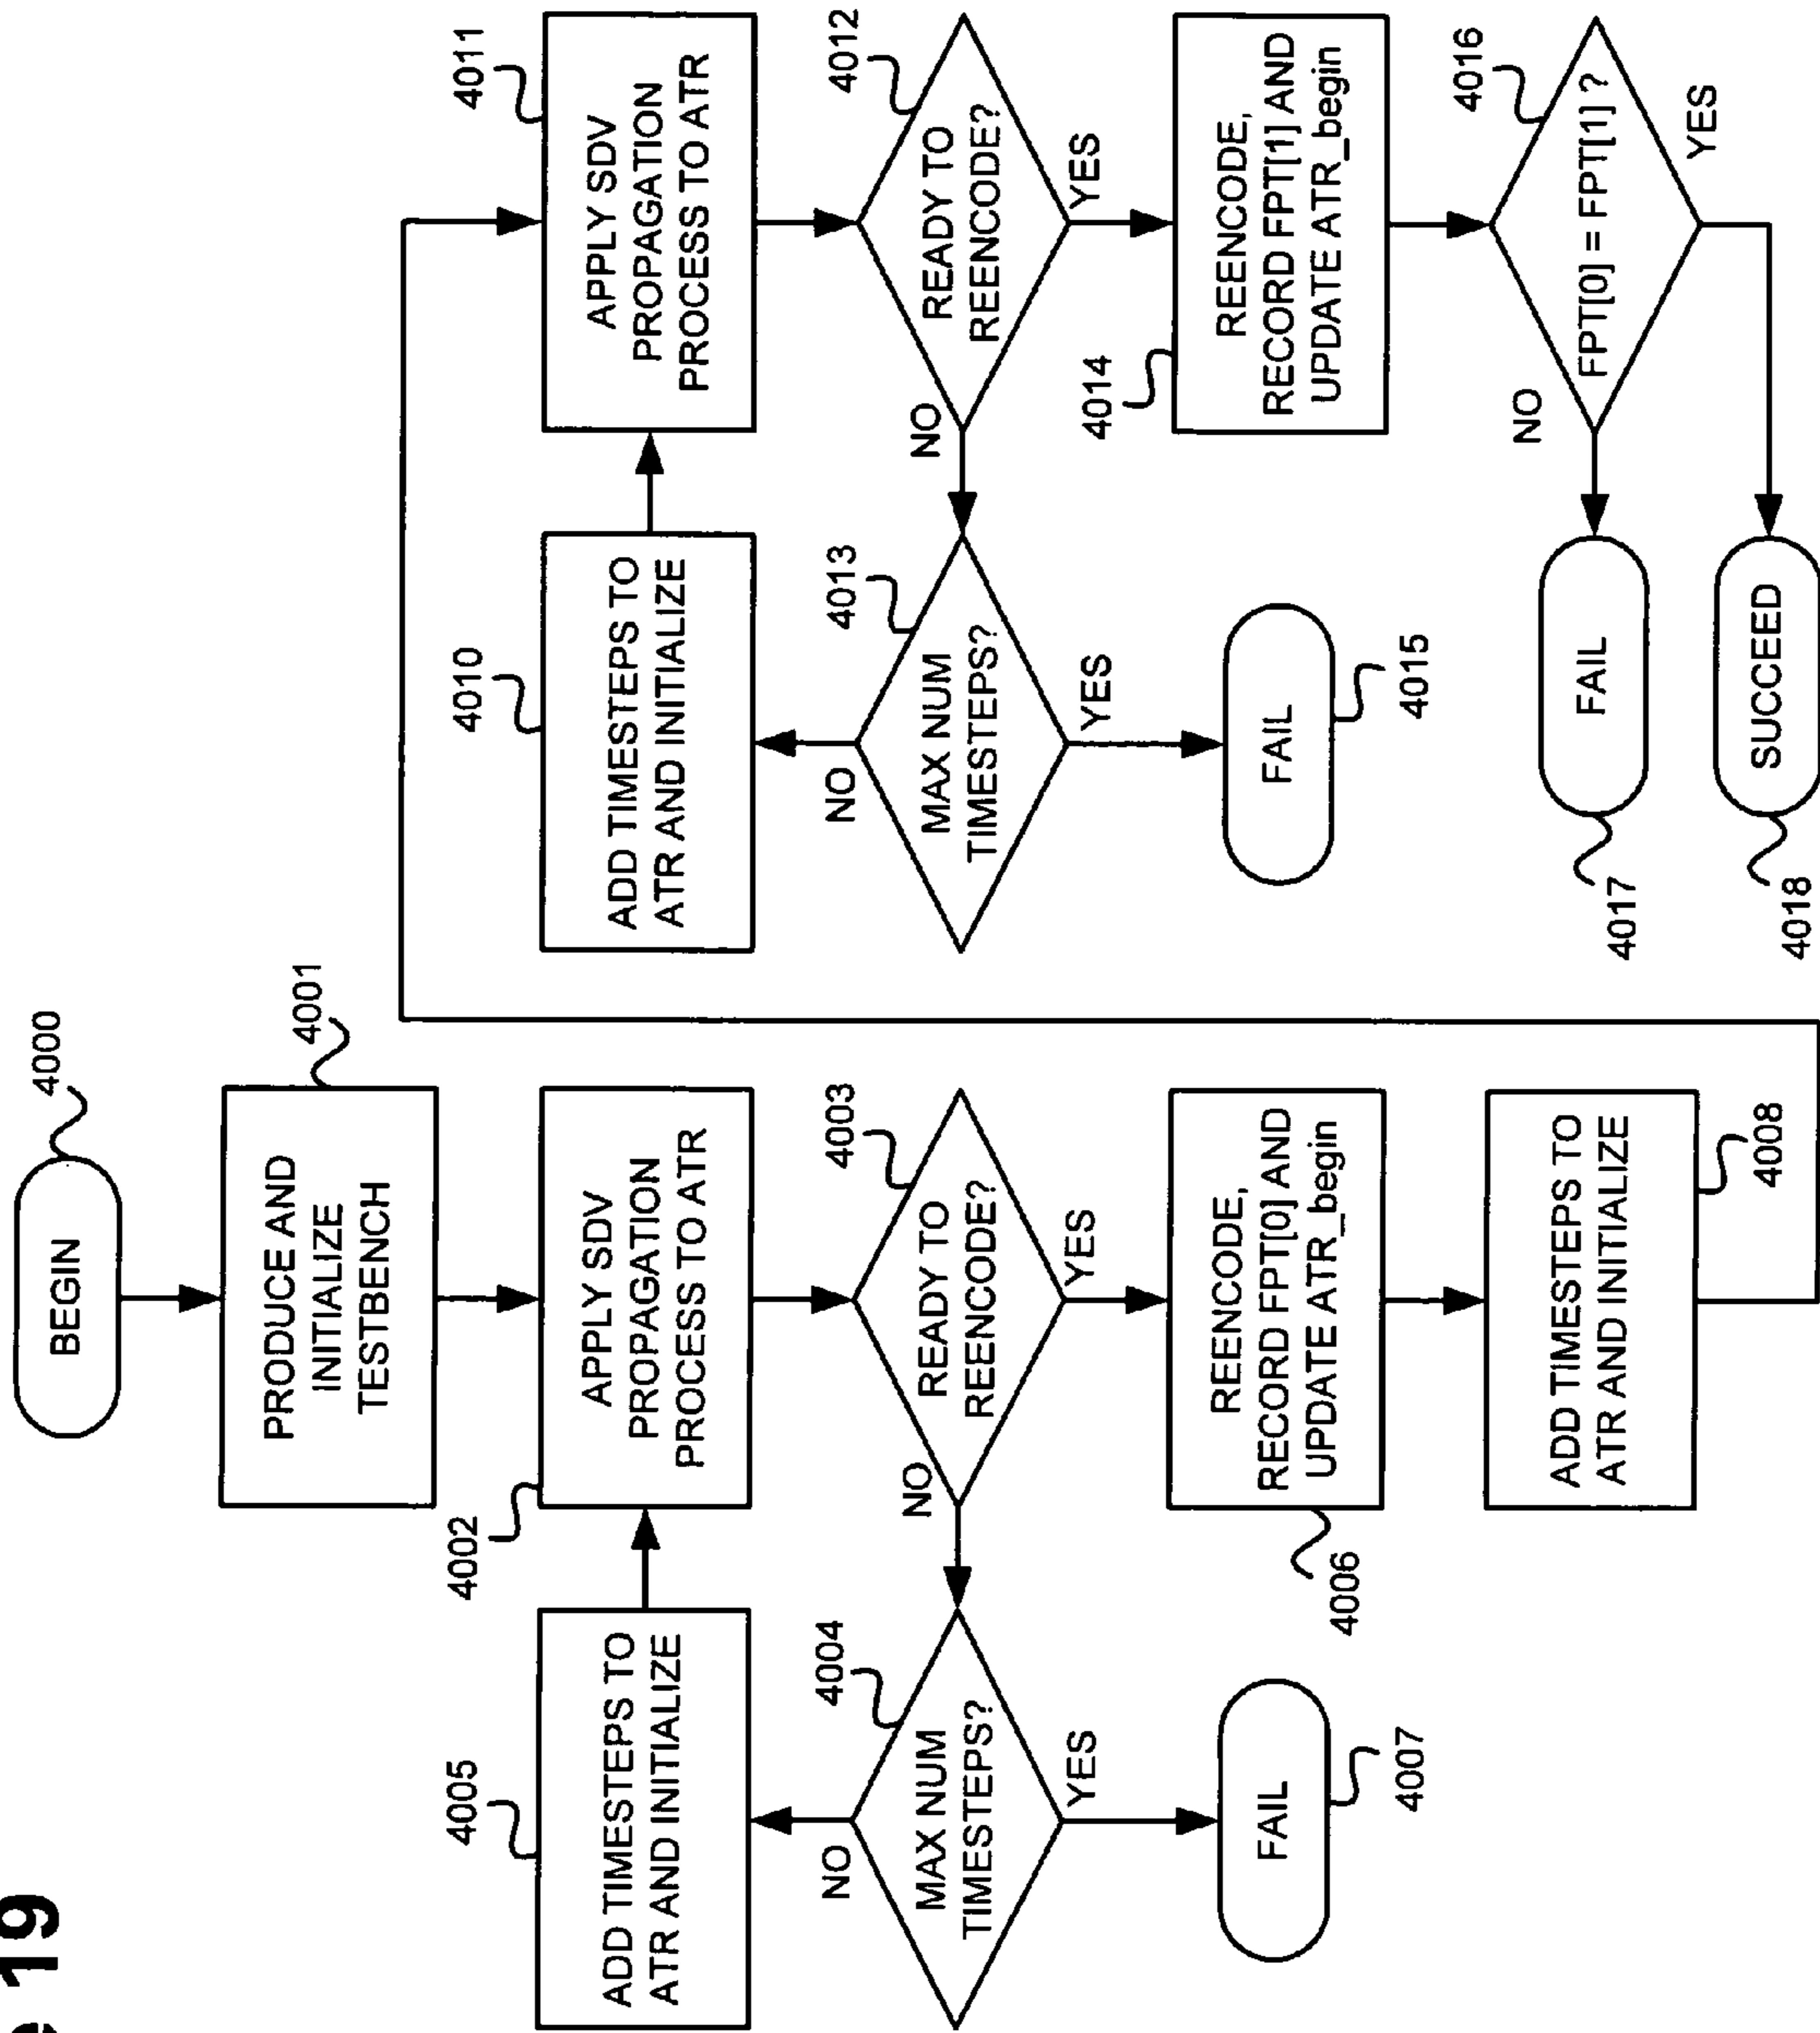 e 19
BEGIN
4000
PRODUCE AND
INITIALIZE
TESTBENCH
4001
4002
APPLY SDV
PROPAGATION
PROCESS TO ATR
4005
ADD TIMESTEPS TO
ATR AND INITIALIZE
READY TO
REENCODE?
4003
NO
YES
MAX NUM
TIMESTEPS?
4004
NO
YES
FAIL
4007
REENCODE,
RECORD FPT[0] AND
UPDATE ATR_begin
4006
ADD TIMESTEPS TO
ATR AND INITIALIZE
4008
4010
ADD TIMESTEPS TO
ATR AND INITIALIZE
4011
APPLY SDV
PROPAGATION
PROCESS TO ATR
READY TO
REENCODE?
4012
NO
YES
MAX NUM
TIMESTEPS?
4013
NO
YES
FAIL
4015
4014
REENCODE,
RECORD FPT[1] AND
UPDATE ATR_begin
FPT[0] = FPT[1] ?
4016
NO
YES
FAIL
4017
SUCCEED
4018